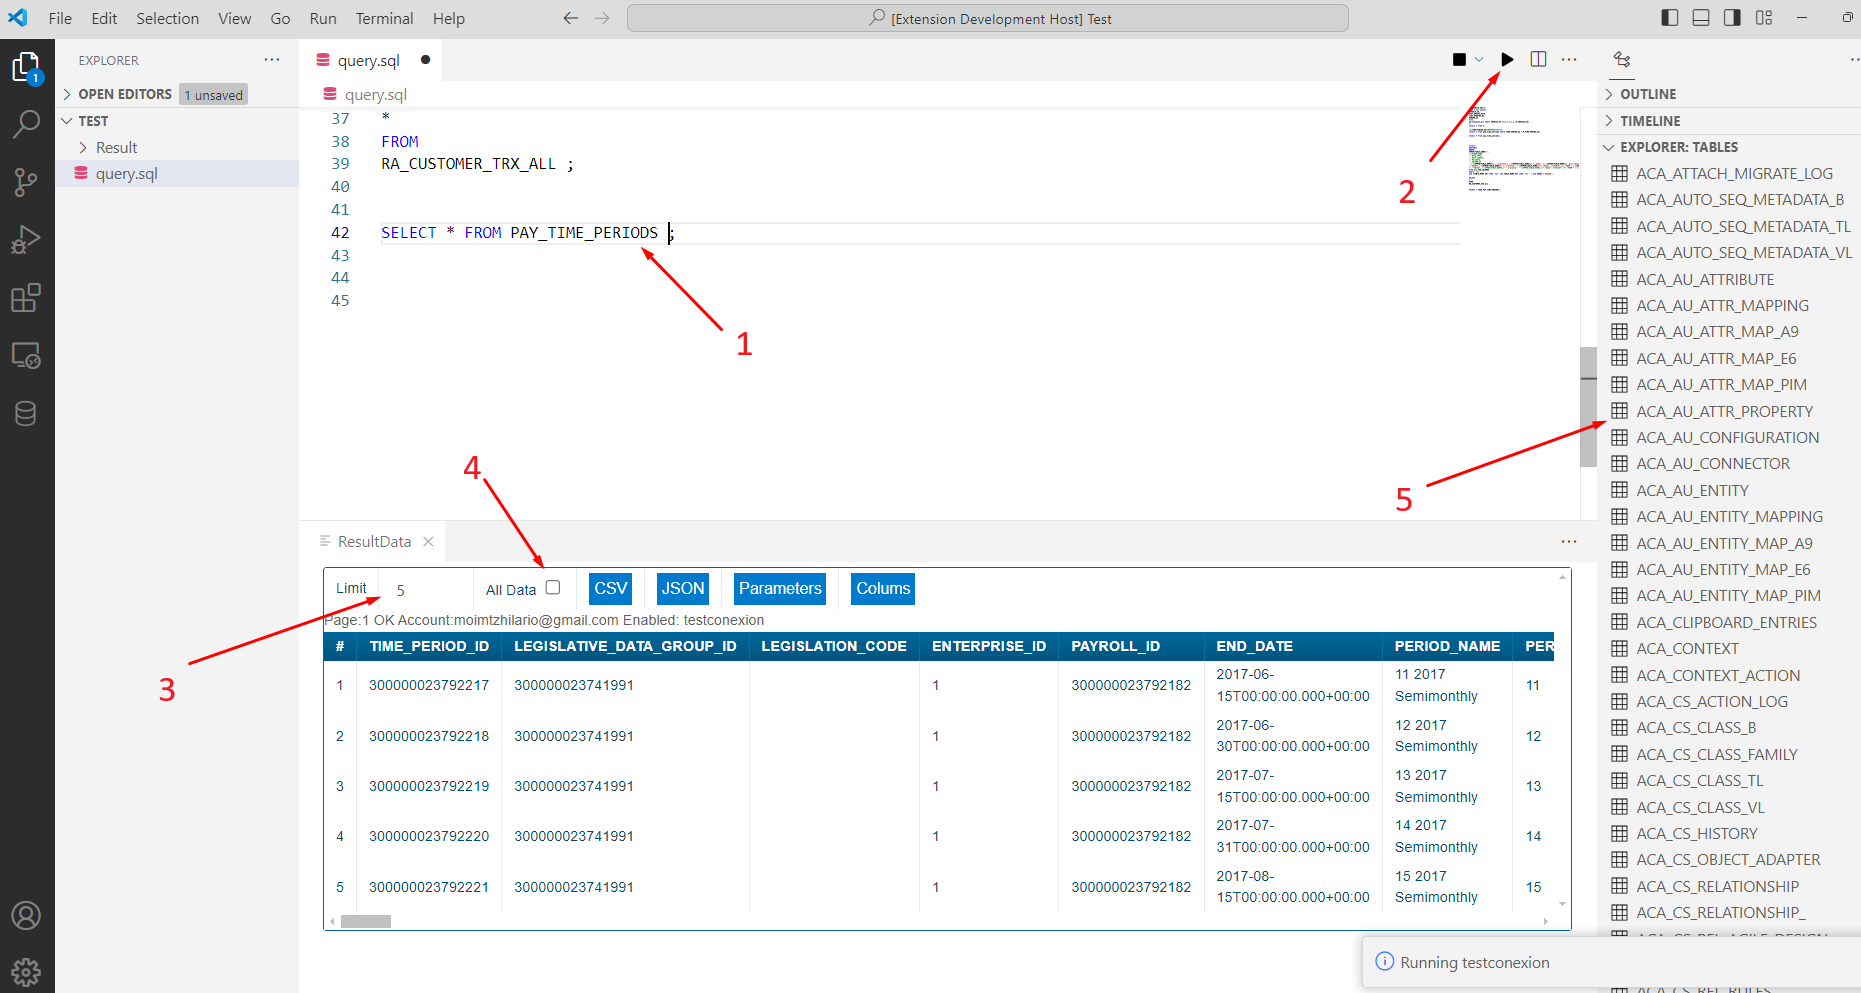 File Edit Selection View Go Run Terminal Help
[Extension Development Host] Test
1
EXPLORER
OPEN EDITORS 1 unsaved
TEST
Result
query.sql
query.sql
query.sql
37 *
38 FROM
39 RA_CUSTOMER_TRX_ALL ;
40
41
42 SELECT * FROM PAY_TIME_PERIODS ;
43
44
45
1
2
3
4
5
ResultData
Limit 5 All Data CSV JSON Parameters Colums
Page:1 OK Account:moimtzhilario@gmail.com Enabled: testconexion
# TIME_PERIOD_ID LEGISLATIVE_DATA_GROUP_ID LEGISLATION_CODE ENTERPRISE_ID PAYROLL_ID END_DATE PERIOD_NAME PER
1 300000023792217 300000023741991 1 300000023792182 2017-06-15T00:00:00.000+00:00 11 2017 Semimonthly 11
2 300000023792218 300000023741991 1 300000023792182 2017-06-30T00:00:00.000+00:00 12 2017 Semimonthly 12
3 300000023792219 300000023741991 1 300000023792182 2017-07-15T00:00:00.000+00:00 13 2017 Semimonthly 13
4 300000023792220 300000023741991 1 300000023792182 2017-07-31T00:00:00.000+00:00 14 2017 Semimonthly 14
5 300000023792221 300000023741991 1 300000023792182 2017-08-15T00:00:00.000+00:00 15 2017 Semimonthly 15
OUTLINE
TIMELINE
EXPLORER: TABLES
ACA_ATTACH_MIGRATE_LOG
ACA_AUTO_SEQ_METADATA_B
ACA_AUTO_SEQ_METADATA_TL
ACA_AUTO_SEQ_METADATA_VL
ACA_AU_ATTRIBUTE
ACA_AU_ATTR_MAPPING
ACA_AU_ATTR_MAP_A9
ACA_AU_ATTR_MAP_E6
ACA_AU_ATTR_MAP_PIM
ACA_AU_ATTR_PROPERTY
ACA_AU_CONFIGURATION
ACA_AU_CONNECTOR
ACA_AU_ENTITY
ACA_AU_ENTITY_MAPPING
ACA_AU_ENTITY_MAP_A9
ACA_AU_ENTITY_MAP_E6
ACA_AU_ENTITY_MAP_PIM
ACA_CLIPBOARD_ENTRIES
ACA_CONTEXT
ACA_CONTEXT_ACTION
ACA_CS_ACTION_LOG
ACA_CS_CLASS_B
ACA_CS_CLASS_FAMILY
ACA_CS_CLASS_TL
ACA_CS_CLASS_VL
ACA_CS_HISTORY
ACA_CS_OBJECT_ADAPTER
ACA_CS_RELATIONSHIP
ACA_CS_RELATIONSHIP_
Running testconexion